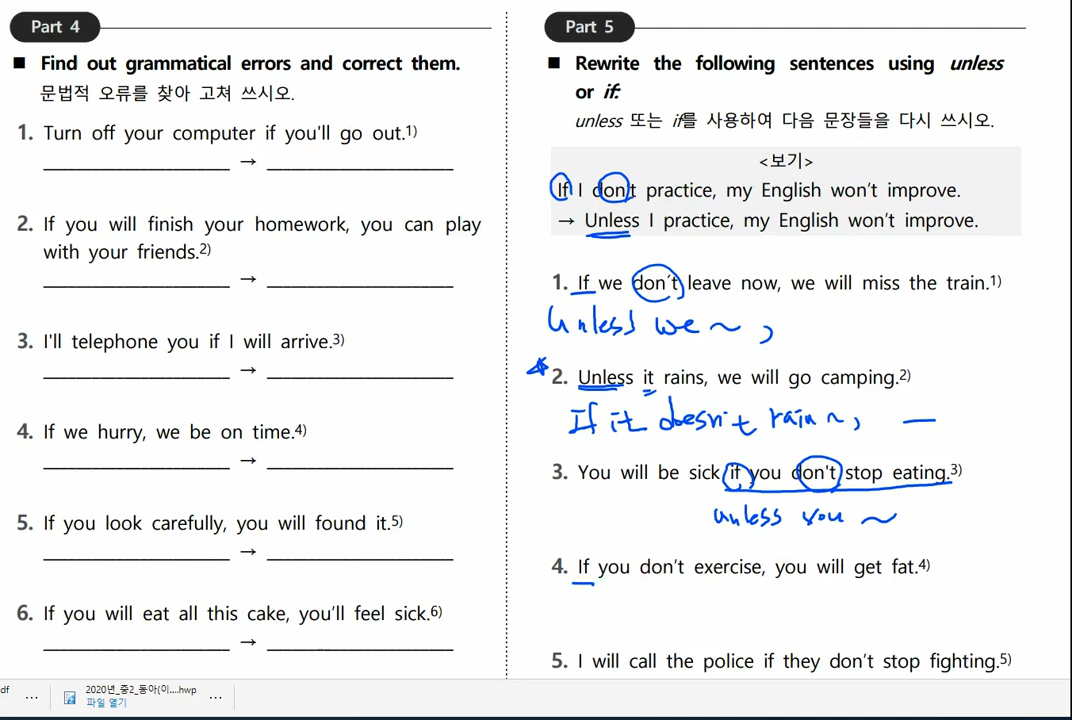 Part 4
■ Find out grammatical errors and correct them.
문법적 오류를 찾아 고쳐 쓰시오.
1. Turn off your computer if you'll go out.1)
→
2. If you will finish your homework, you can play
with your friends.2)
→
3. I'll telephone you if I will arrive.3)
→
4. If we hurry, we be on time.4)
→
5. If you look carefully, you will found it.5)
→
6. If you will eat all this cake, you'll feel sick.6)
→
Part 5
■ Rewrite the following sentences using unless
or if:
unless 또는 if를 사용하여 다음 문장들을 다시 쓰시오.
<보기>
If I don't practice, my English won't improve.
→ Unless I practice, my English won't improve.
1. If we don't leave now, we will miss the train.1)
Unless we ~ ,
2. Unless it rains, we will go camping.2)
If it doesn't rain ~, —
3. You will be sick if you don't stop eating.3)
unless you ~
4. If you don't exercise, you will get fat.4)
5. I will call the police if they don't stop fighting.5)
df ... 2020년_중2_동아(이....hwp ...
파일 열기